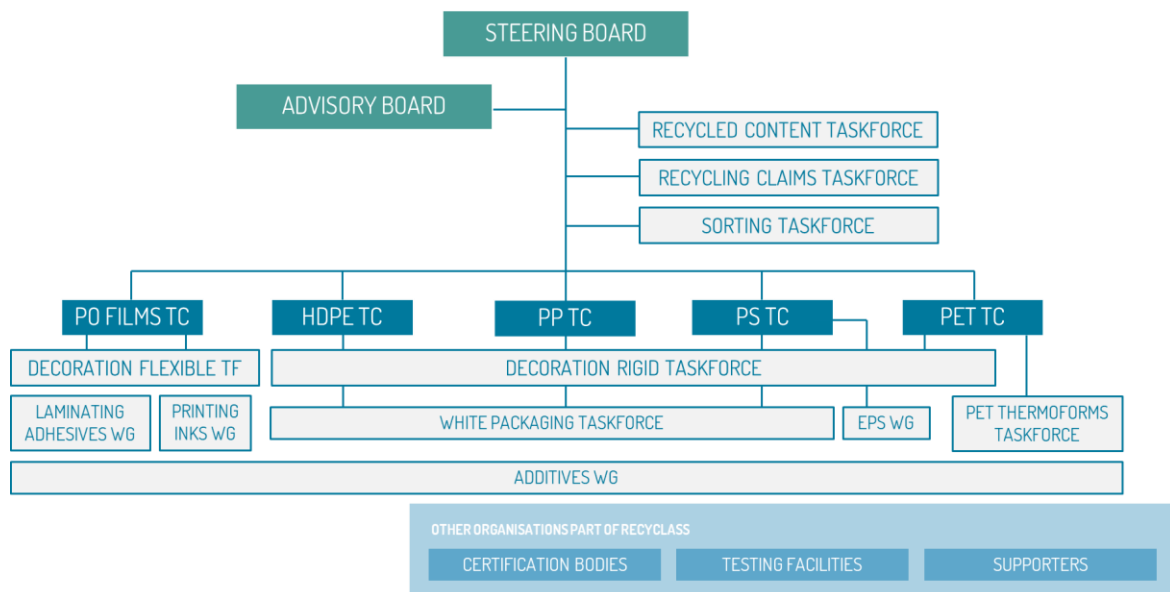 STEERING BOARD
ADVISORY BOARD
RECYCLED CONTENT TASKFORCE
RECYCLING CLAIMS TASKFORCE
SORTING TASKFORCE
PO FILMS TC
HDPE TC
PP TC
PS TC
PET TC
DECORATION FLEXIBLE TF
DECORATION RIGID TASKFORCE
LAMINATING
ADHESIVES WG
PRINTING
INKS WG
WHITE PACKAGING TASKFORCE
EPS WG
PET THERMOFORMS
TASKFORCE
ADDITIVES WG
OTHER ORGANISATIONS PART OF RECYCLASS
CERTIFICATION BODIES
TESTING FACILITIES
SUPPORTERS